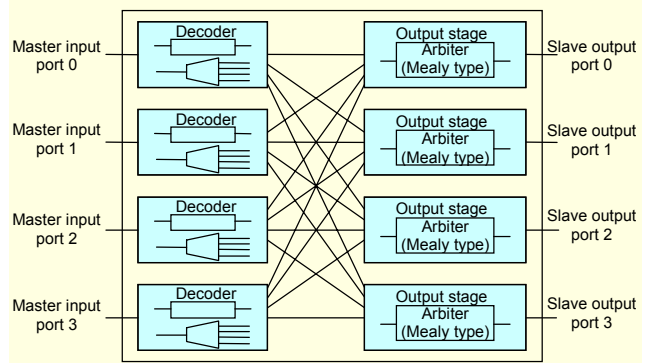 Master input
port 0
Decoder
Output stage
Arbiter
(Mealy type)
Slave output
port 0
Master input
port 1
Decoder
Output stage
Arbiter
(Mealy type)
Slave output
port 1
Master input
port 2
Decoder
Output stage
Arbiter
(Mealy type)
Slave output
port 2
Master input
port 3
Decoder
Output stage
Arbiter
(Mealy type)
Slave output
port 3